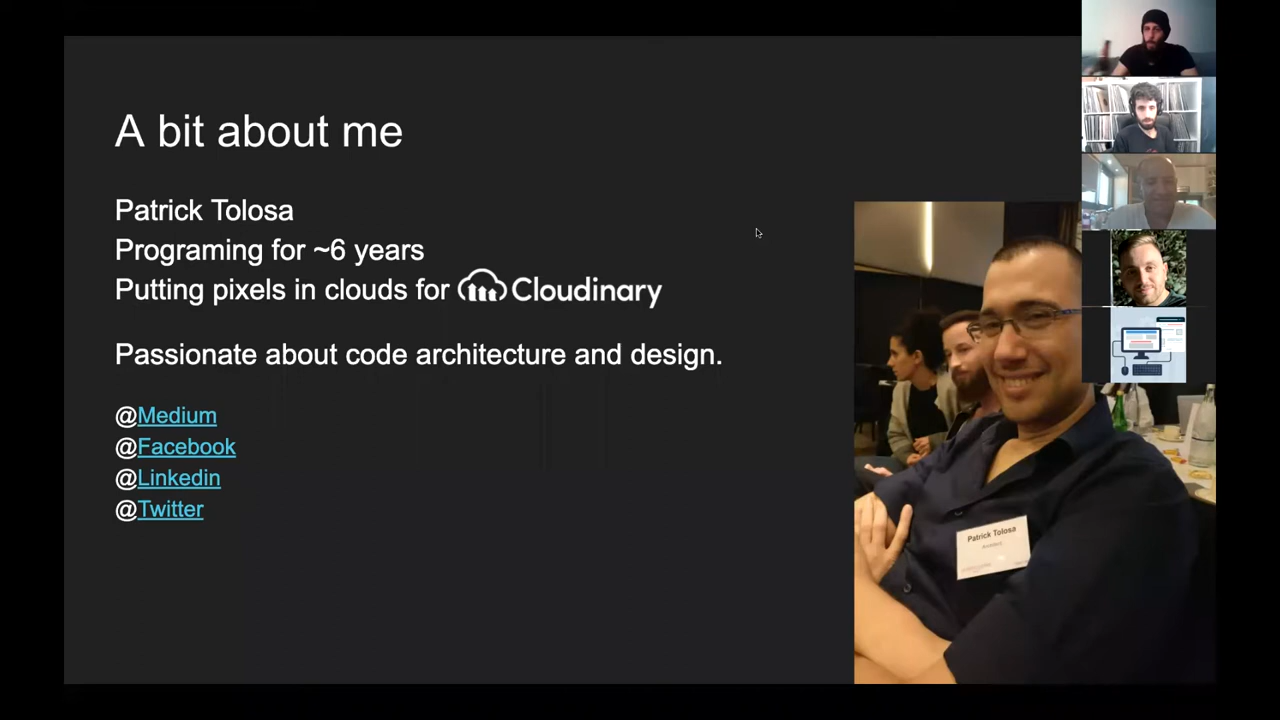 A bit about me
Patrick Tolosa
Programing for ~6 years
Putting pixels in clouds for Cloudinary
Passionate about code architecture and design.
@Medium
@Facebook
@Linkedin
@Twitter
Patrick Tolosa
Architect